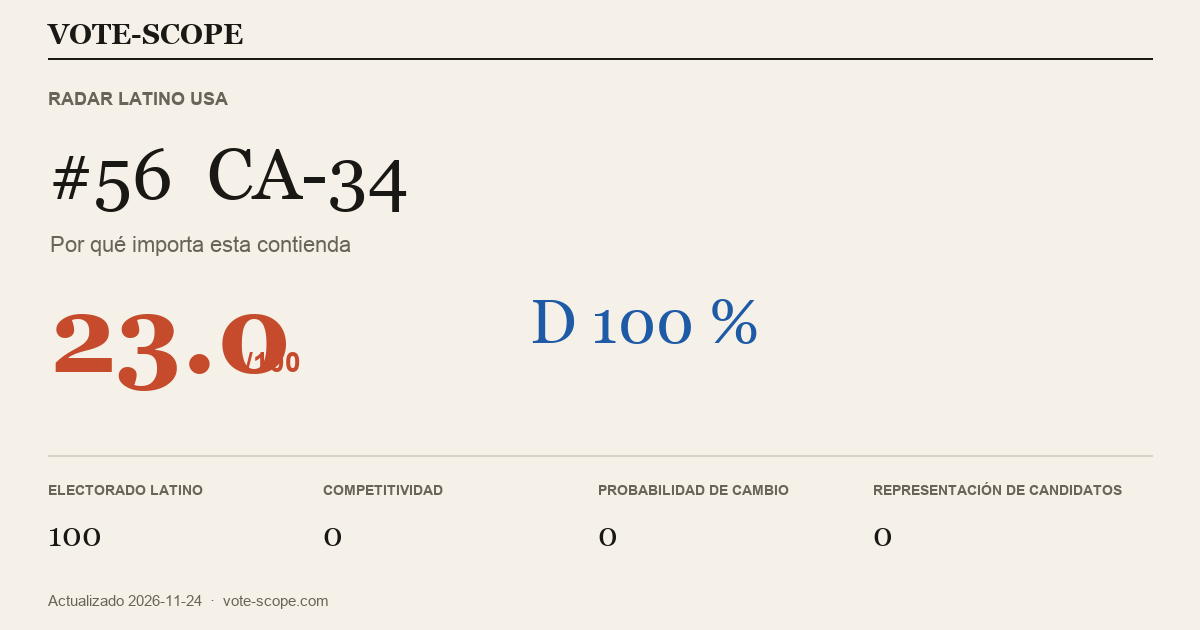 VOTE-SCOPE
RADAR LATINO USA
#56 CA-34
Por qué importa esta contienda
23.0/100
D 100 %
ELECTORADO LATINO
COMPETITIVIDAD
PROBABILIDAD DE CAMBIO
REPRESENTACIÓN DE CANDIDATOS
100
0
0
0
Actualizado 2026-11-24 · vote-scope.com